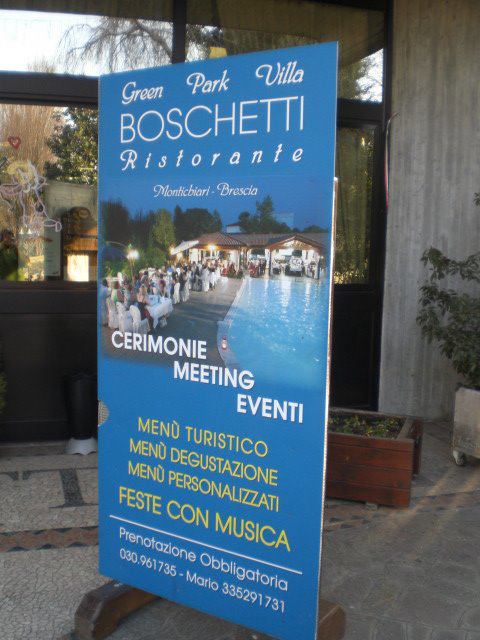 Green Park Villa
BOSCHETTI
Ristorante
Montichiari - Brescia
CERIMONIE
MEETING
EVENTI
MENÙ TURISTICO
MENÙ DEGUSTAZIONE
MENÙ PERSONALIZZATI
FESTE CON MUSICA
Prenotazione Obbligatoria
030.961735 - Mario 335291731